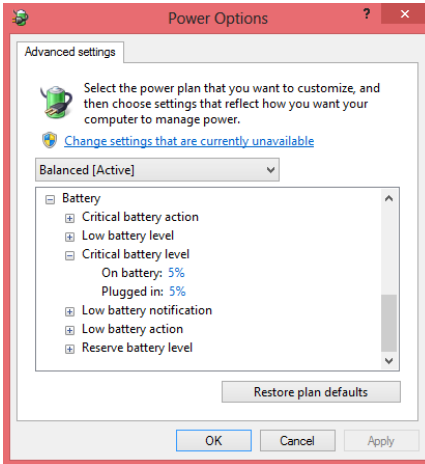 Power Options
?
×
Advanced settings
Select the power plan that you want to customize, and
then choose settings that reflect how you want your
computer to manage power.
Change settings that are currently unavailable
Balanced [Active]
Battery
Critical battery action
Low battery level
Critical battery level
On battery: 5%
Plugged in: 5%
Low battery notification
Low battery action
Reserve battery level
Restore plan defaults
OK Cancel Apply